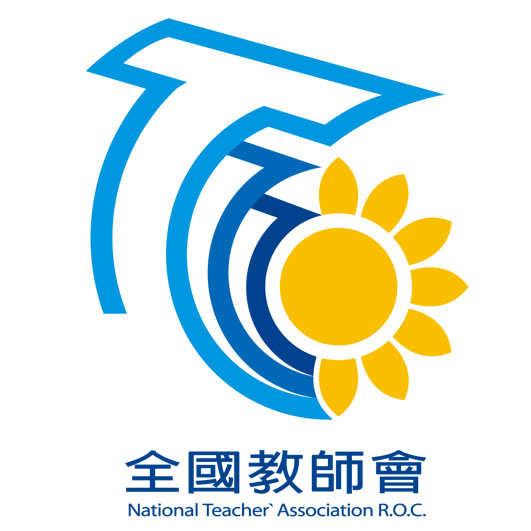 全國教師會
National Teacher` Association R.O.C.